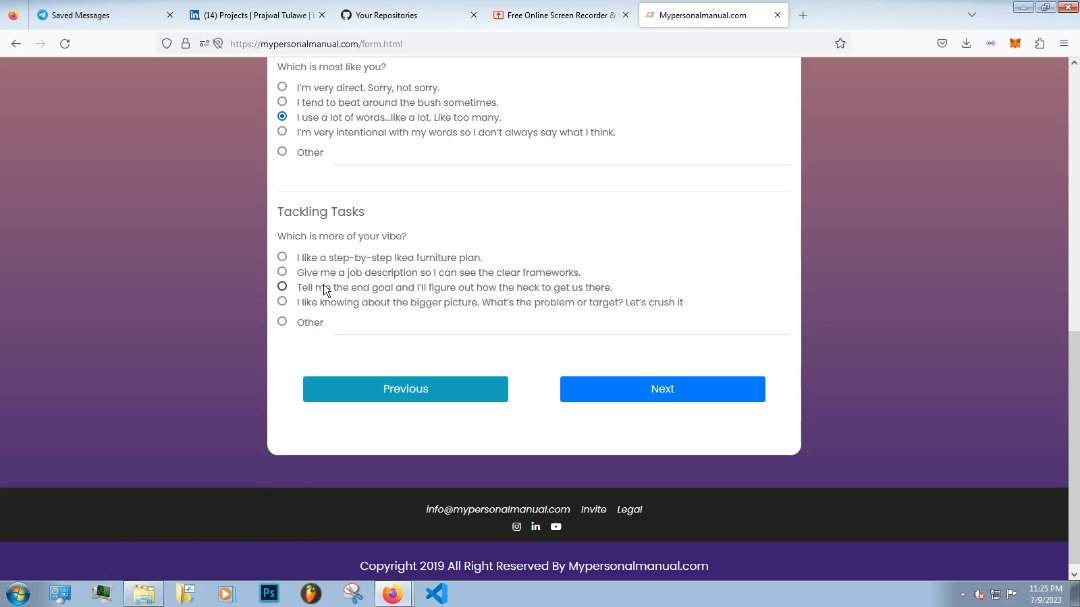 Saved Messages
(14) Projects | Prajwal Tulawe | L
Your Repositories
Free Online Screen Recorder &
Mypersonalmanual.com
https://mypersonalmanual.com/form.html
Which is most like you?
I'm very direct. Sorry, not sorry.
I tend to beat around the bush sometimes.
I use a lot of words...like a lot. Like too many.
I'm very intentional with my words so I don't always say what I think.
Other
Tackling Tasks
Which is more of your vibe?
I like a step-by-step Ikea furniture plan.
Give me a job description so I can see the clear frameworks.
Tell me the end goal and I'll figure out how the heck to get us there.
I like knowing about the bigger picture. What's the problem or target? Let's crush it
Other
Previous Next
info@mypersonalmanual.com Invite Legal
Copyright 2019 All Right Reserved By Mypersonalmanual.com
Ps
11:25 PM
7/9/2023